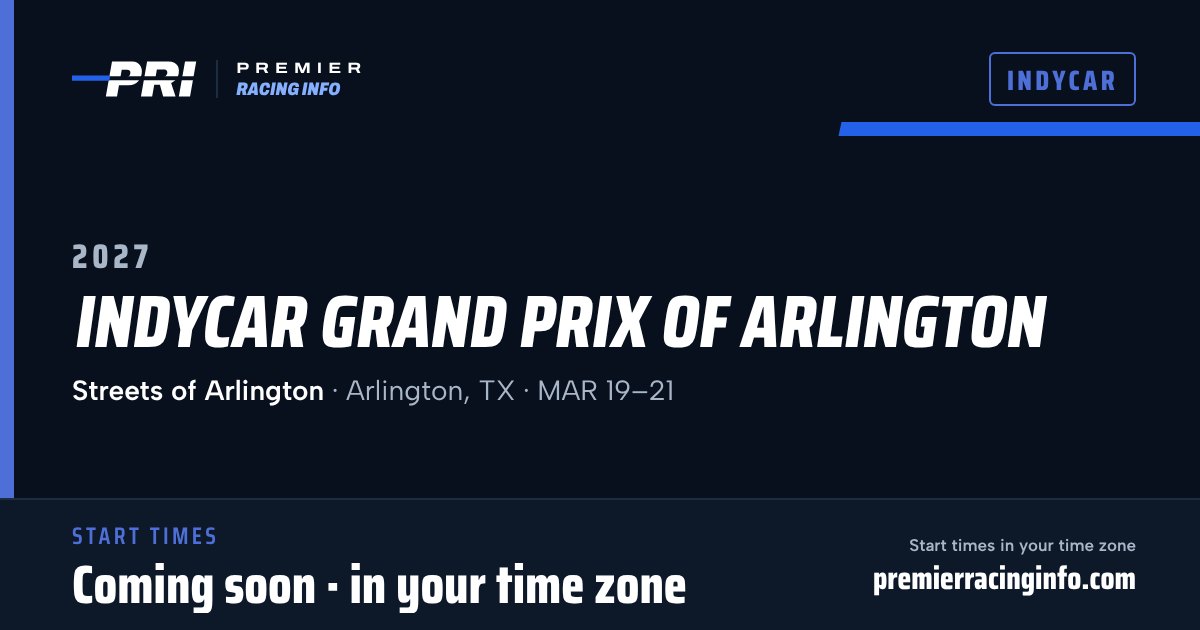 PRI
PREMIER
RACING INFO
INDYCAR
2027
INDYCAR GRAND PRIX OF ARLINGTON
Streets of Arlington · Arlington, TX · MAR 19–21
START TIMES
Coming soon · in your time zone
Start times in your time zone
premierracinginfo.com